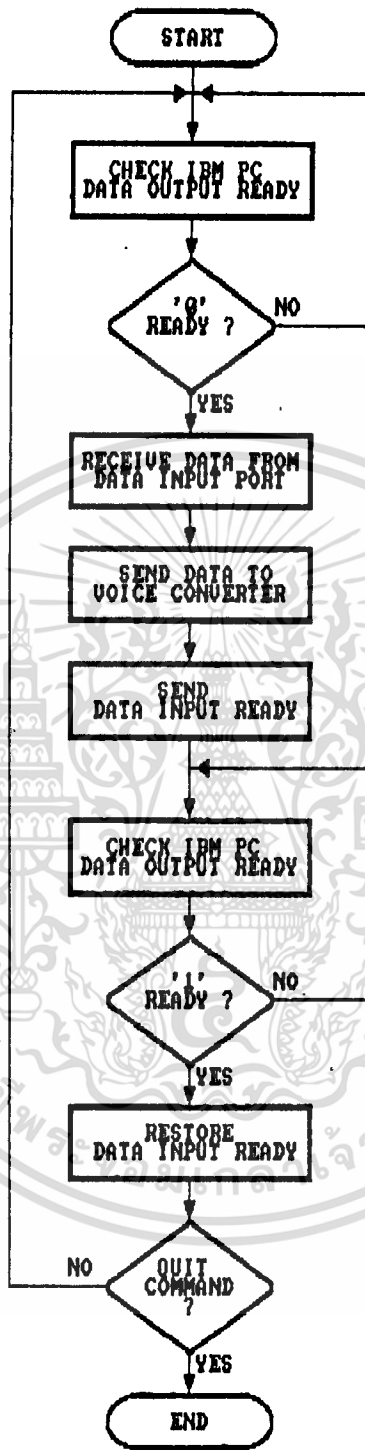 START
CHECK IBM PC
DATA OUTPUT READY
'0'
READY ?
NO
YES
RECEIVE DATA FROM
DATA INPUT PORT
SEND DATA TO
VOICE CONVERTER
SEND
DATA INPUT READY
CHECK IBM PC
DATA OUTPUT READY
'1'
READY ?
NO
YES
RESTORE
DATA INPUT READY
QUIT
COMMAND
?
NO
YES
END